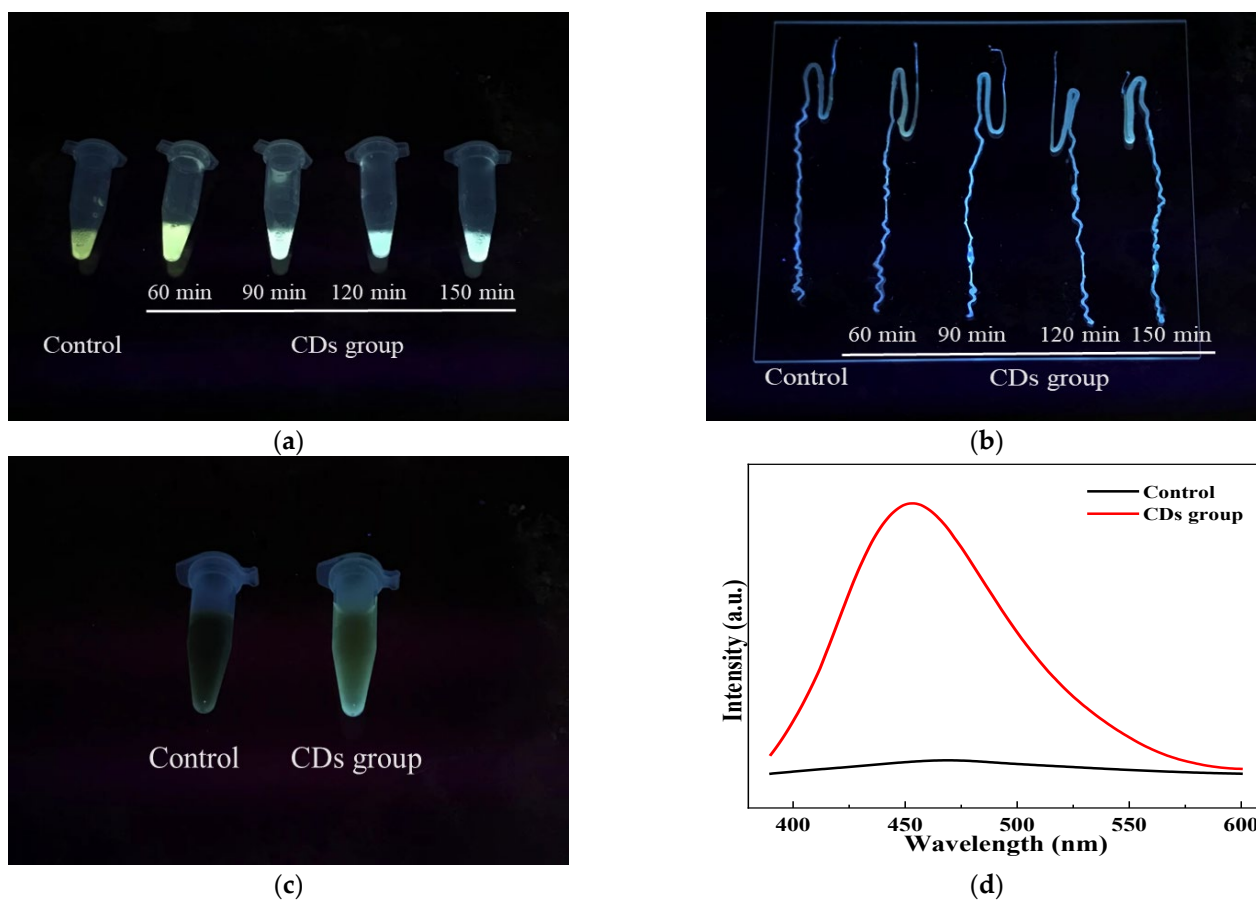 60 min 90 min 120 min 150 min
Control CDs group
(a)
60 min 90 min 120 min 150 min
Control CDs group
(b)
Control CDs group
(c)
Control
CDs group
Intensity (a.u.)
400 450 500 550 600
Wavelength (nm)
(d)